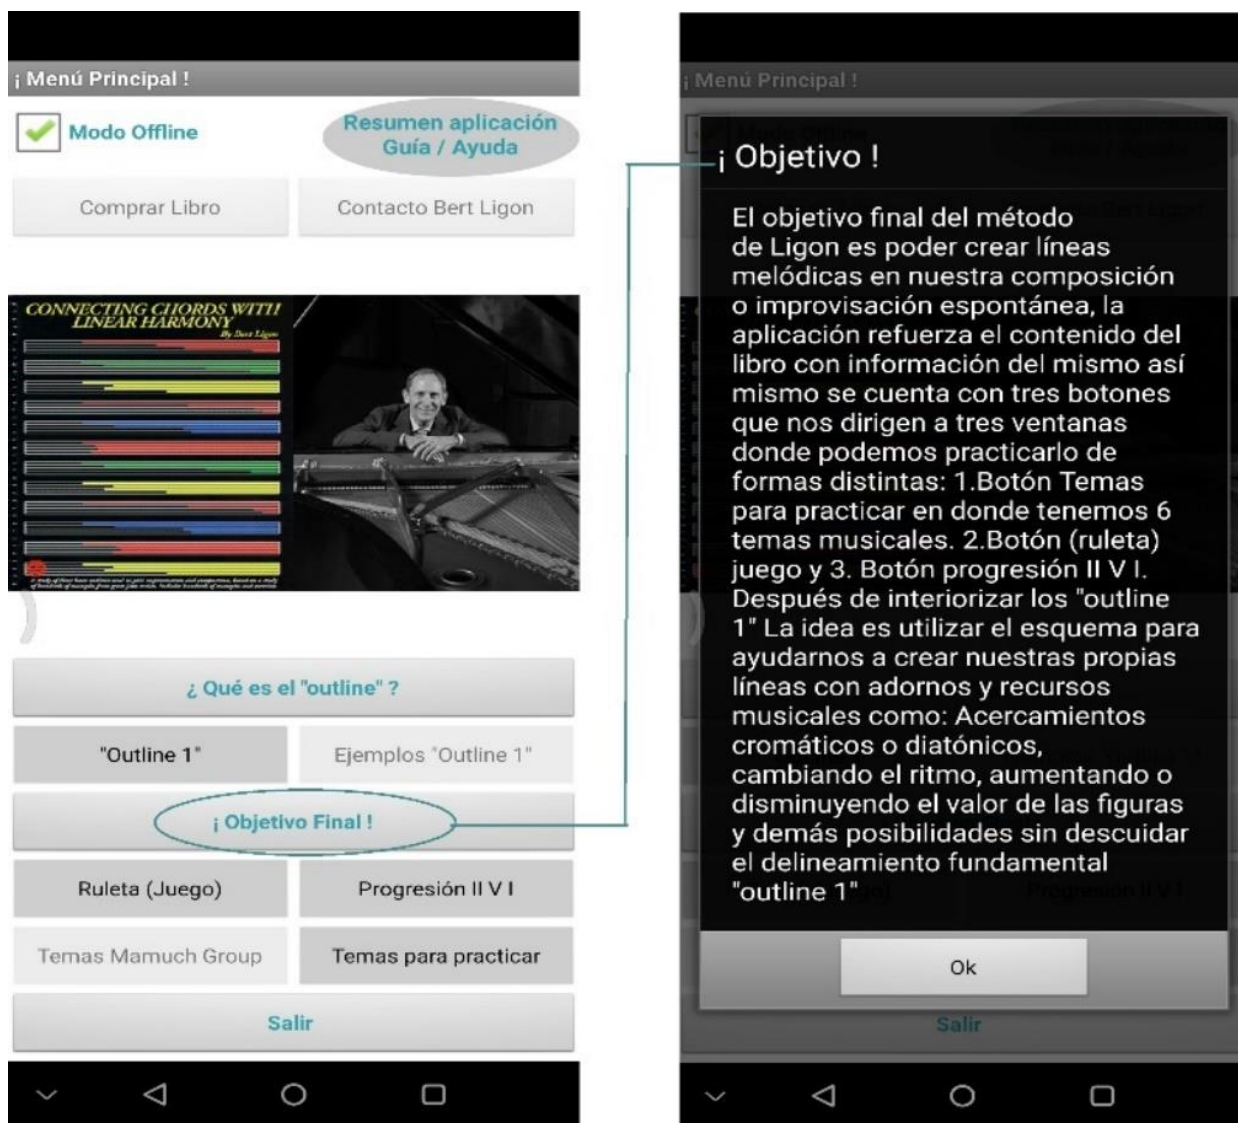 ¡ Menú Principal !
Modo Offline
Resumen aplicación
Guía / Ayuda
Comprar Libro
Contacto Bert Ligon
CONNECTING CHORDS WITH
LINEAR HARMONY
By Bert Ligon
¿ Qué es el "outline" ?
"Outline 1"
Ejemplos "Outline 1"
¡ Objetivo Final !
Ruleta (Juego)
Progresión II V I
Temas Mamuch Group
Temas para practicar
Salir
¡ Menú Principal !
¡ Objetivo !
El objetivo final del método
de Ligon es poder crear líneas
melódicas en nuestra composición
o improvisación espontánea, la
aplicación refuerza el contenido del
libro con información del mismo así
mismo se cuenta con tres botones
que nos dirigen a tres ventanas
donde podemos practicarlo de
formas distintas: 1.Botón Temas
para practicar en donde tenemos 6
temas musicales. 2.Botón (ruleta)
juego y 3. Botón progresión II V I.
Después de interiorizar los "outline
1" La idea es utilizar el esquema para
ayudarnos a crear nuestras propias
líneas con adornos y recursos
musicales como: Acercamientos
cromáticos o diatónicos,
cambiando el ritmo, aumentando o
disminuyendo el valor de las figuras
y demás posibilidades sin descuidar
el delineamiento fundamental
"outline 1"
Progresión II V I
Ok
Salir